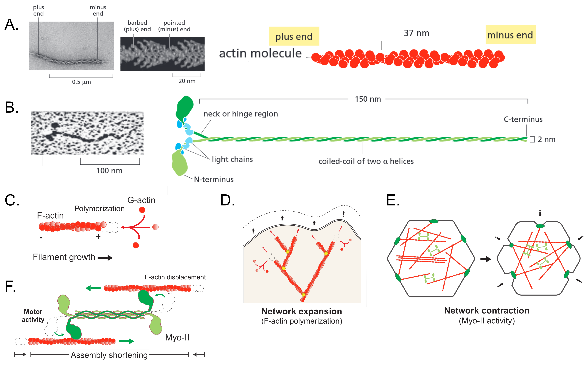 A.
plus
end
minus
end
0.5 µm
barbed
(plus) end
pointed
(minus) end
20 nm
plus end
37 nm
minus end
actin molecule
B.
100 nm
150 nm
neck or hinge region
C-terminus
2 nm
light chains
coiled-coil of two α helices
N-terminus
C.
Polymerization
G-actin
F-actin
-
+
Filament growth
D.
Network expansion
(F-actin polymerization)
E.
i
Network contraction
(Myo-II activity)
F.
F-actin displacement
Motor
activity
Myo-II
Assembly shortening